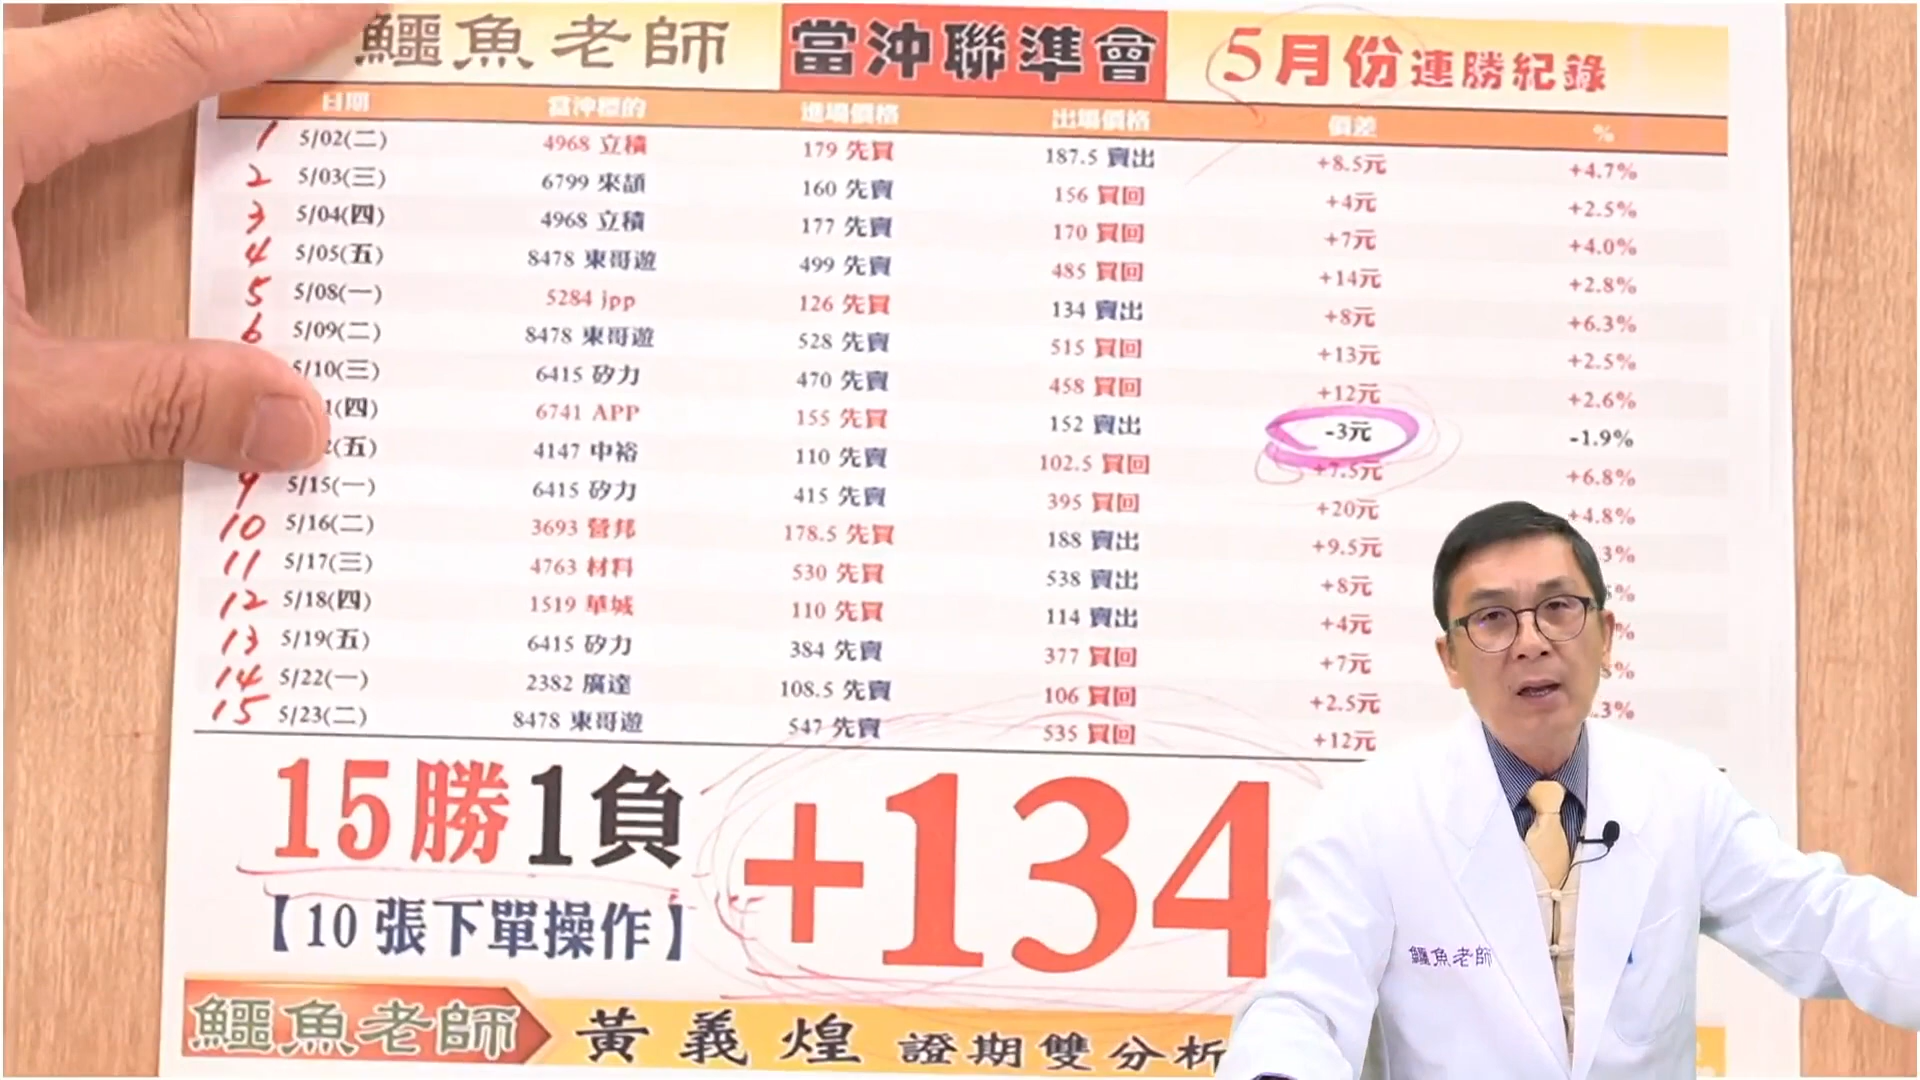 鱷魚老師 當沖聯準會 5月份連勝紀錄
日期 當沖標的 進場價格 出場價格 價差 %
1 5/02(二) 4968 立積 179 先買 187.5 賣出 +8.5元 +4.7%
2 5/03(三) 6799 來頡 160 先賣 156 買回 +4元 +2.5%
3 5/04(四) 4968 立積 177 先賣 170 買回 +7元 +4.0%
4 5/05(五) 8478 東哥遊 499 先賣 485 買回 +14元 +2.8%
5 5/08(一) 5284 jpp 126 先買 134 賣出 +8元 +6.3%
6 5/09(二) 8478 東哥遊 528 先賣 515 買回 +13元 +2.5%
5/10(三) 6415 矽力 470 先賣 458 買回 +12元 +2.6%
1(四) 6741 APP 155 先買 152 賣出 -3元 -1.9%
2(五) 4147 中裕 110 先賣 102.5 買回 +7.5元 +6.8%
9 5/15(一) 6415 矽力 415 先賣 395 買回 +20元 +4.8%
10 5/16(二) 3693 營邦 178.5 先買 188 賣出 +9.5元 3%
11 5/17(三) 4763 材料 530 先買 538 賣出 +8元 %
12 5/18(四) 1519 華城 110 先買 114 賣出 +4元 %
13 5/19(五) 6415 矽力 384 先賣 377 買回 +7元 %
14 5/22(一) 2382 廣達 108.5 先賣 106 買回 +2.5元 .3%
15 5/23(二) 8478 東哥遊 547 先賣 535 買回 +12元
15勝1負 +134
【10張下單操作】
鱷魚老師
鱷魚老師 黃義煌 證期雙分析